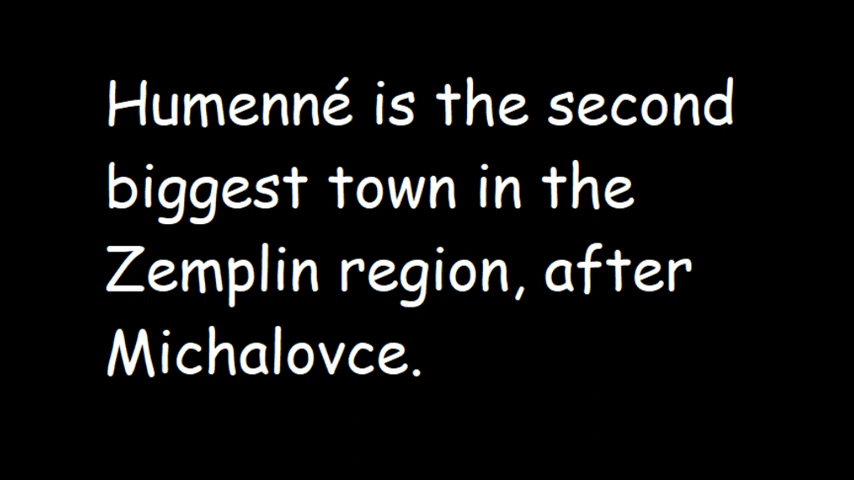 Humenné is the second
biggest town in the
Zemplin region, after
Michalovce.